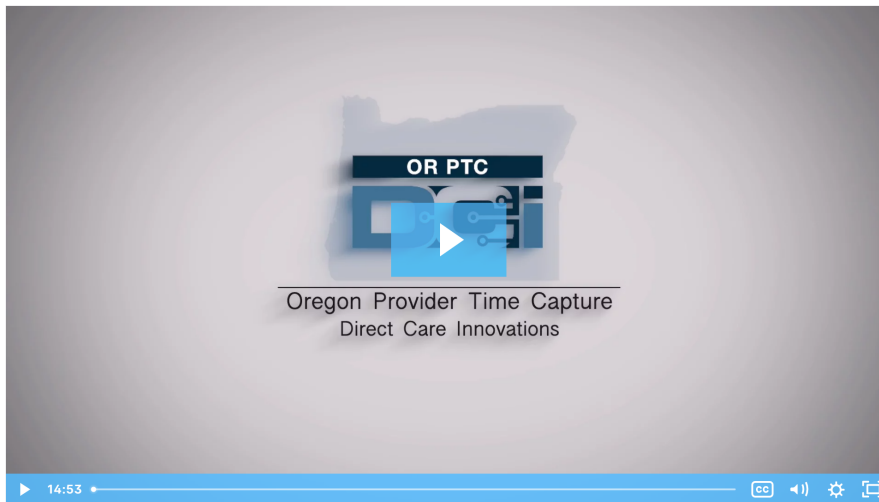 OR PTC
DCi
Oregon Provider Time Capture
Direct Care Innovations
14:53
CC